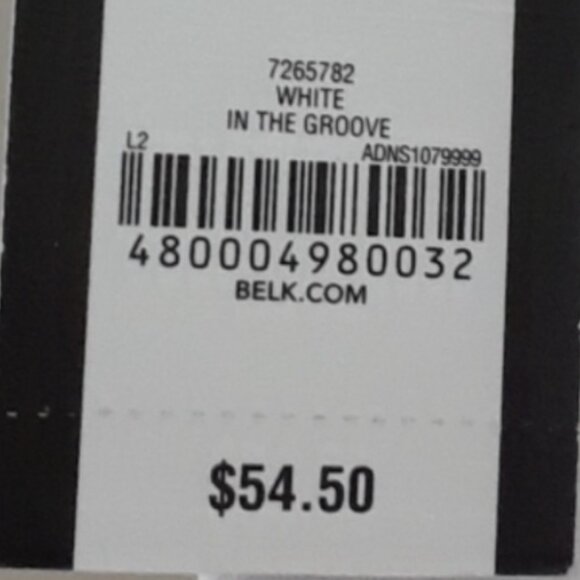 7265782
WHITE
IN THE GROOVE
L2 ADNS1079999
480004980032
BELK.COM
$54.50